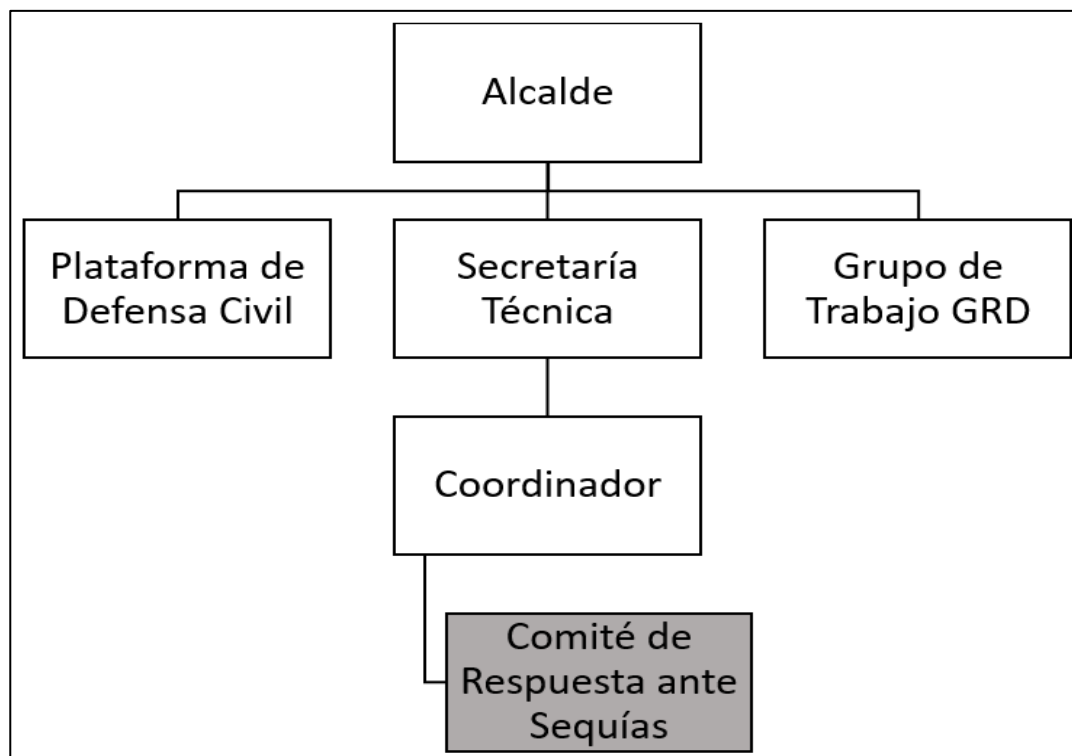 Alcalde
Plataforma de
Defensa Civil
Secretaría
Técnica
Grupo de
Trabajo GRD
Coordinador
Comité de
Respuesta ante
Sequías